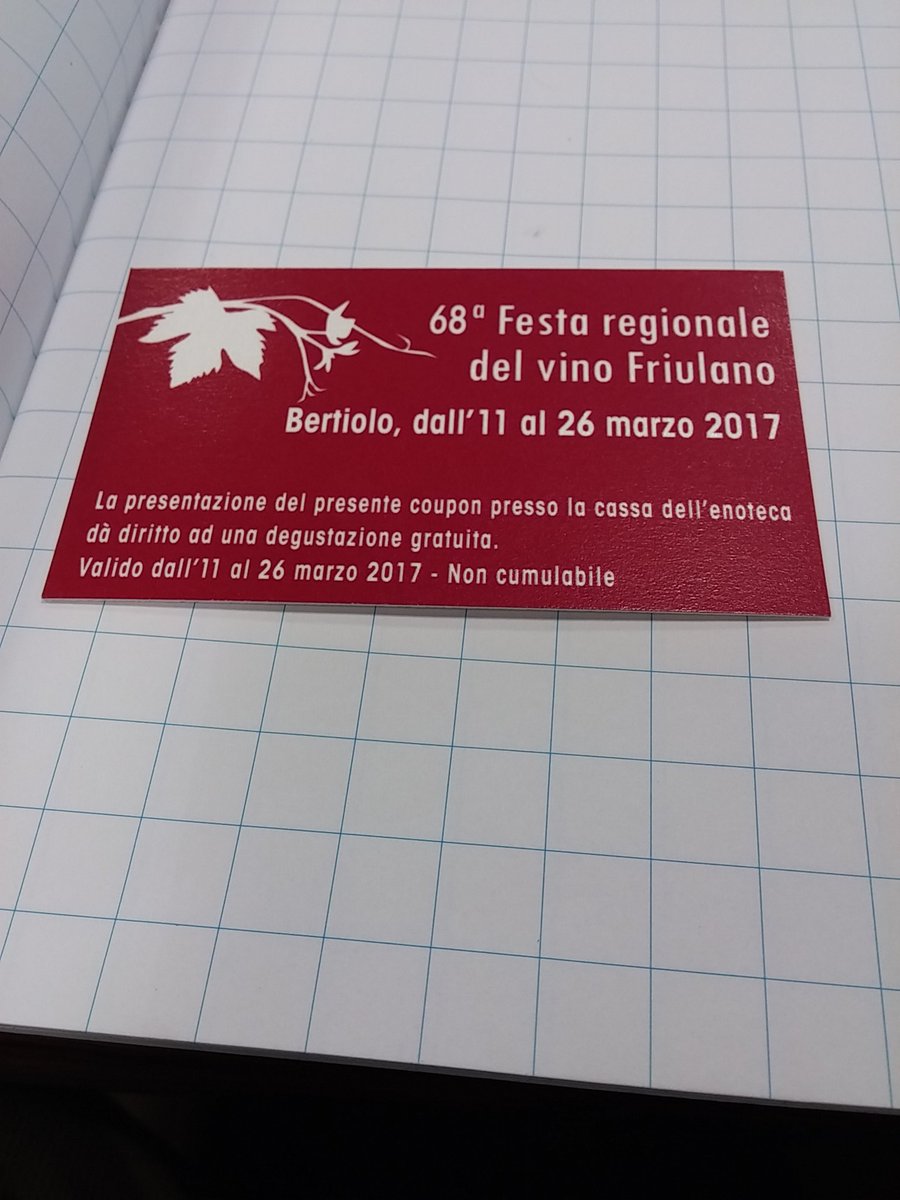 68ª Festa regionale
del vino Friulano
Bertiolo, dall'11 al 26 marzo 2017
La presentazione del presente coupon presso la cassa dell'enoteca
dà diritto ad una degustazione gratuita.
Valido dall'11 al 26 marzo 2017 - Non cumulabile